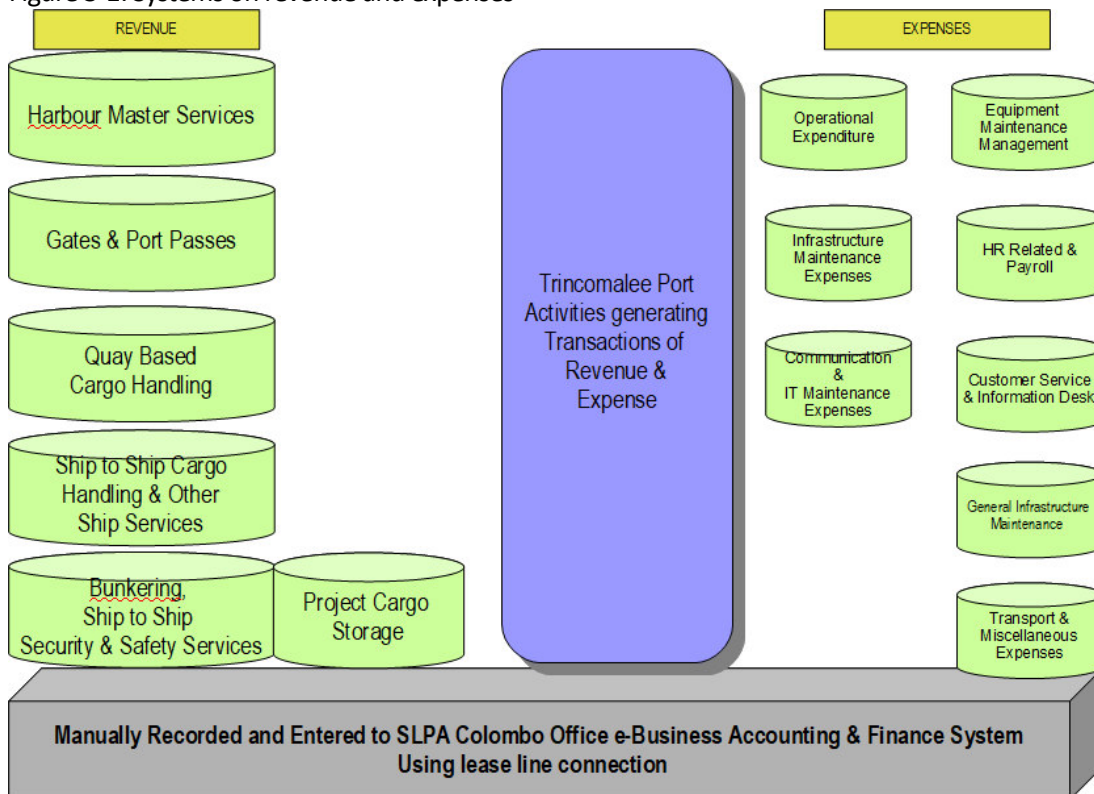 REVENUE
EXPENSES
Harbour Master Services
Gates & Port Passes
Quay Based
Cargo Handling
Ship to Ship Cargo
Handling & Other
Ship Services
Bunkering,
Ship to Ship
Security & Safety Services
Project Cargo
Storage
Trincomalee Port
Activities generating
Transactions of
Revenue &
Expense
Operational
Expenditure
Equipment
Maintenance
Management
Infrastructure
Maintenance
Expenses
HR Related &
Payroll
Communication
&
IT Maintenance
Expenses
Customer Service
& Information Desk
General Infrastructure
Maintenance
Transport &
Miscellaneous
Expenses
Manually Recorded and Entered to SLPA Colombo Office e-Business Accounting & Finance System
Using lease line connection